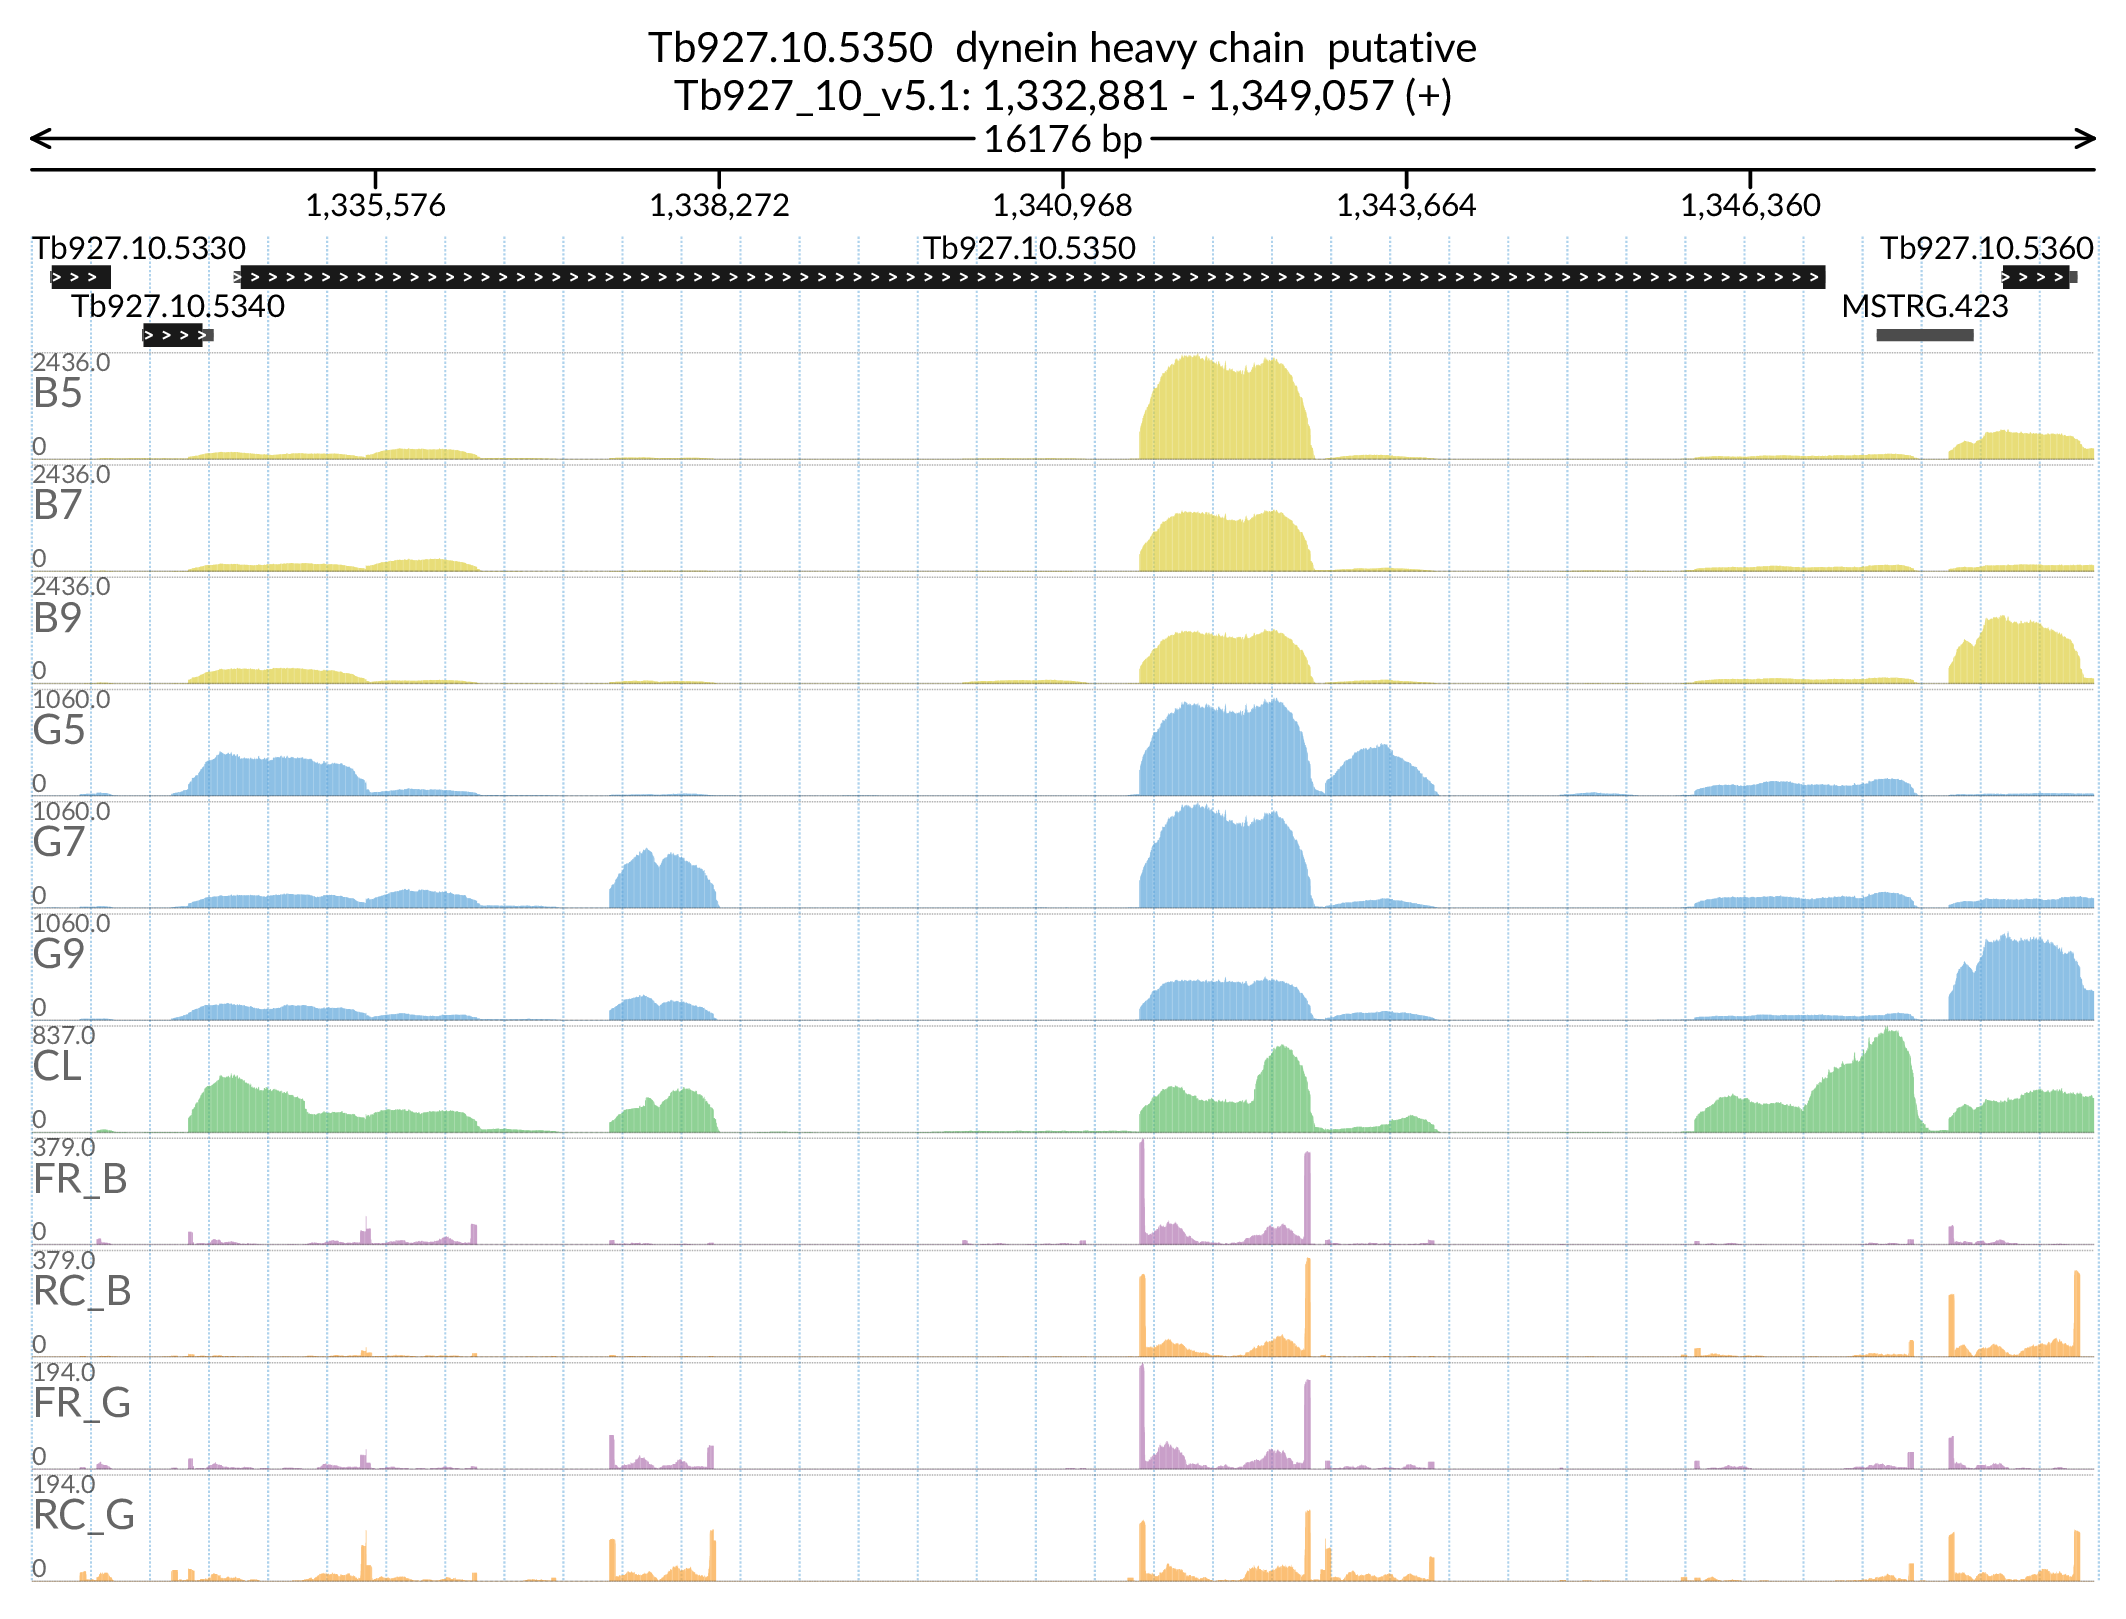 Tb927.10.5350 dynein heavy chain putative
Tb927_10_v5.1: 1,332,881 - 1,349,057 (+)
16176 bp
1,335,576 1,338,272 1,340,968 1,343,664 1,346,360
Tb927.10.5330 Tb927.10.5350 Tb927.10.5360
Tb927.10.5340 MSTRG.423
2436.0
B5
0
2436.0
B7
0
2436.0
B9
0
1060.0
G5
0
1060.0
G7
0
1060.0
G9
0
837.0
CL
0
379.0
FR_B
0
379.0
RC_B
0
194.0
FR_G
0
194.0
RC_G
0